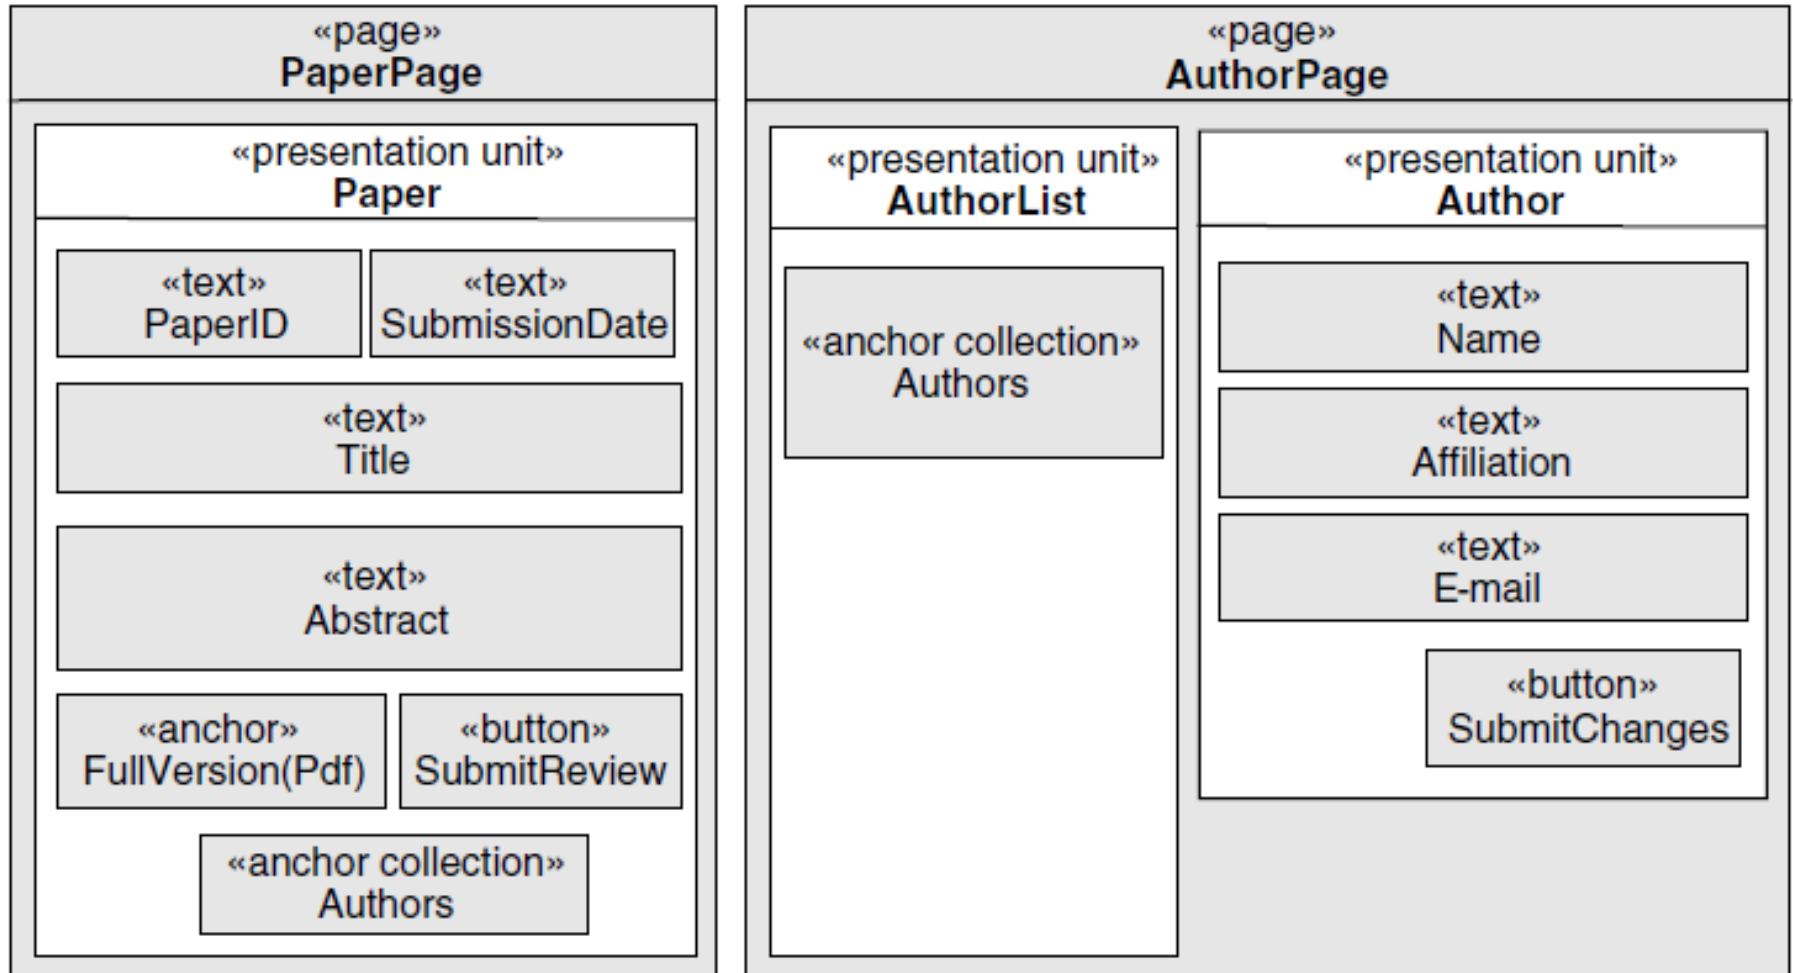 «page»
PaperPage
«presentation unit»
Paper
«text»
PaperID
«text»
SubmissionDate
«text»
Title
«text»
Abstract
«anchor»
FullVersion(Pdf)
«button»
SubmitReview
«anchor collection»
Authors
«page»
AuthorPage
«presentation unit»
AuthorList
«anchor collection»
Authors
«presentation unit»
Author
«text»
Name
«text»
Affiliation
«text»
E-mail
«button»
SubmitChanges